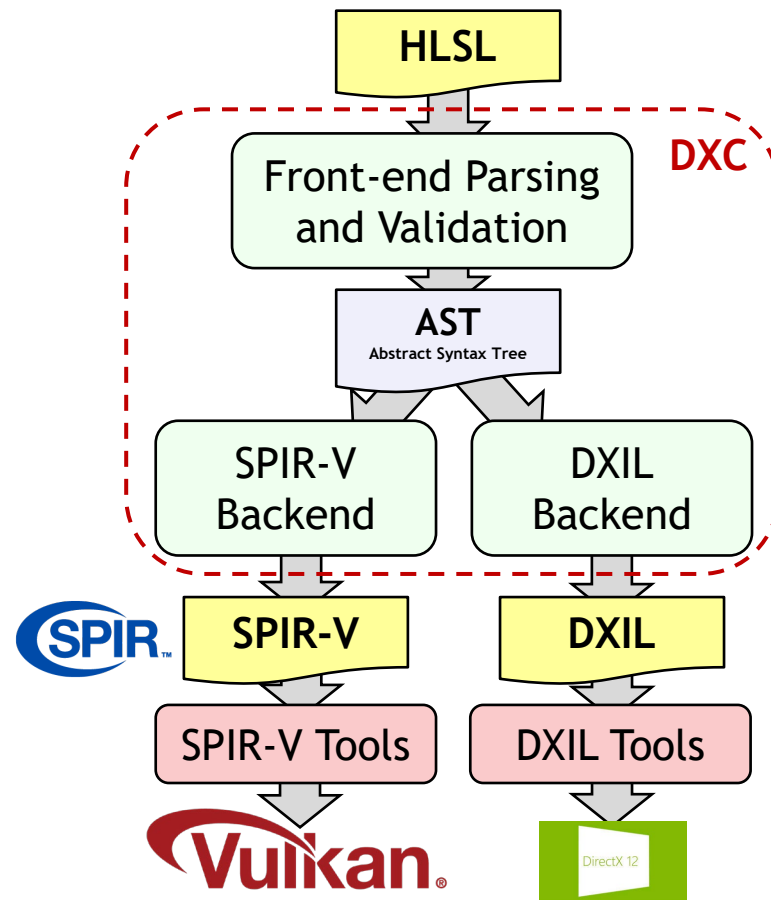 HLSL
DXC
Front-end Parsing
and Validation
AST
Abstract Syntax Tree
SPIR-V
Backend
DXIL
Backend
SPIR™
SPIR-V
DXIL
SPIR-V Tools
DXIL Tools
Vulkan®
DirectX 12